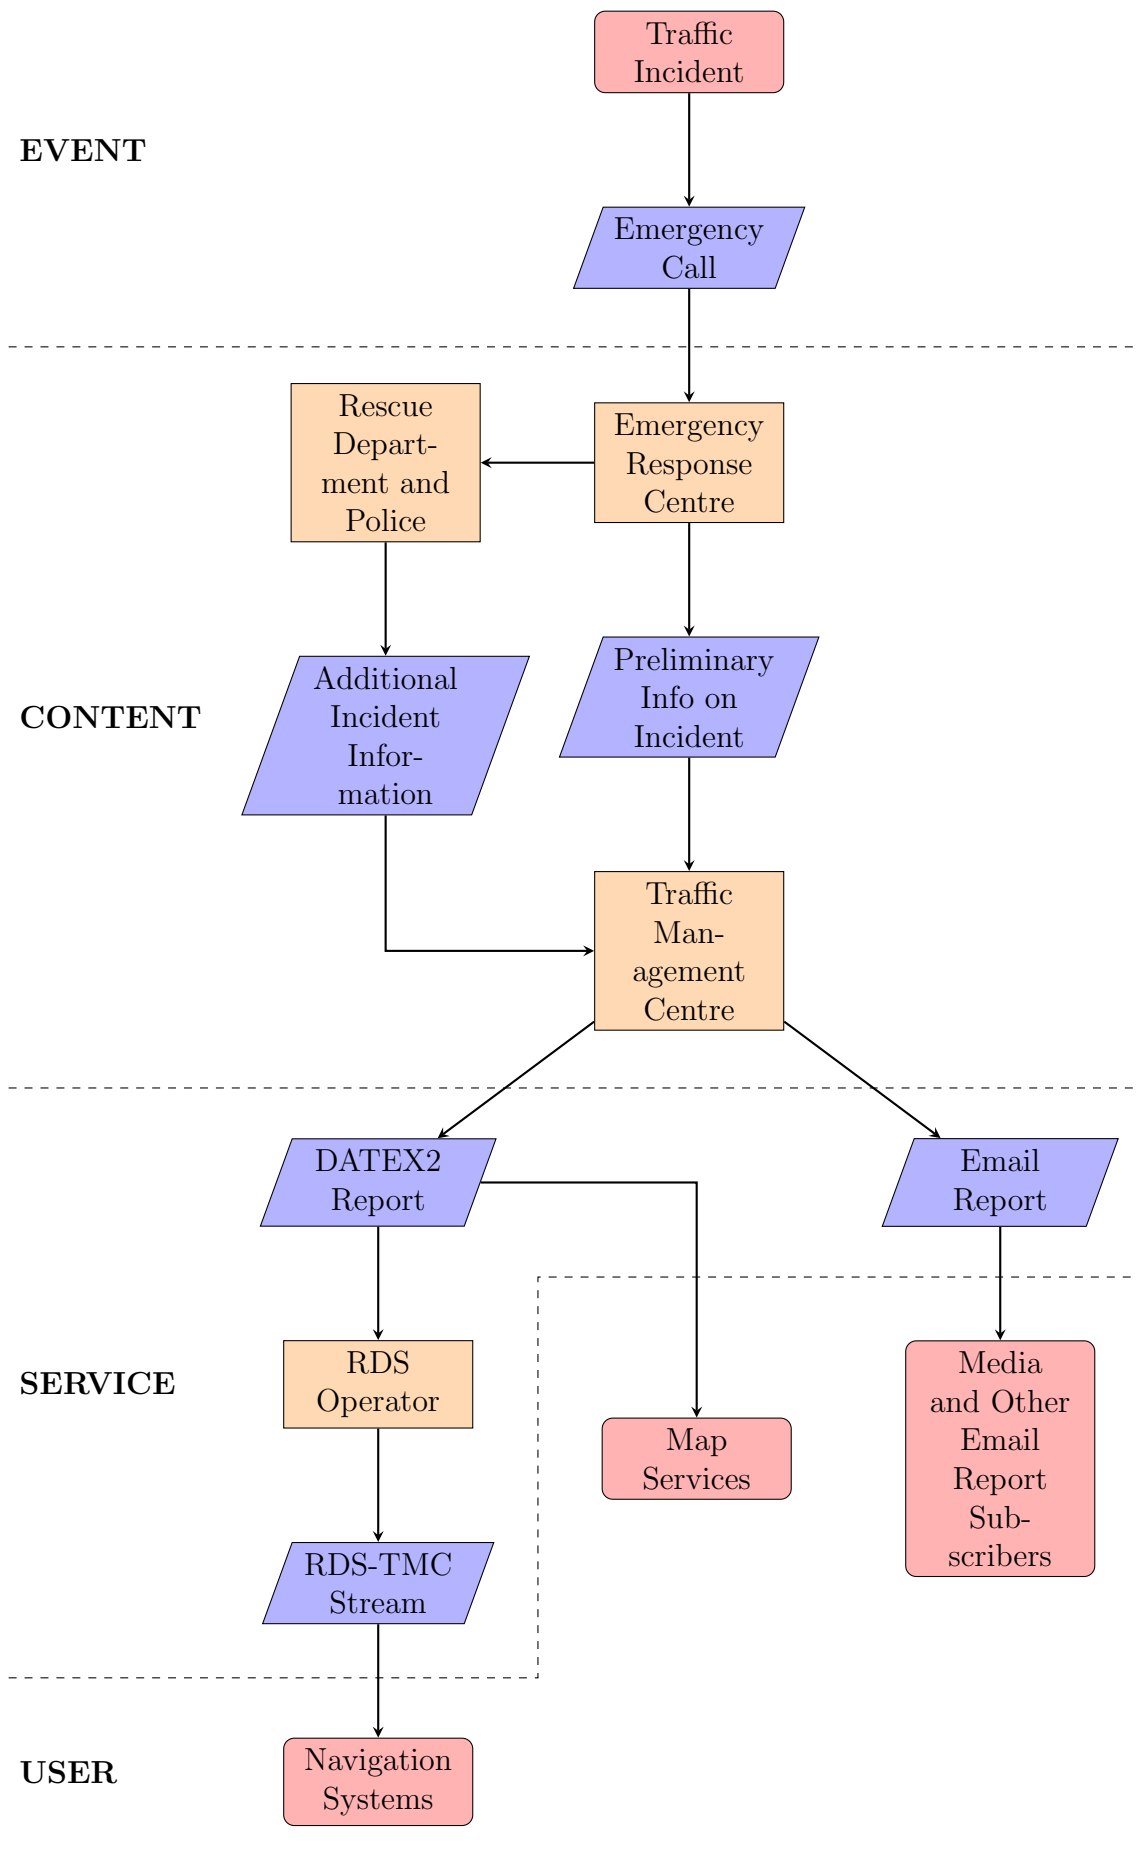 Traffic
Incident
EVENT
Emergency
Call
Rescue
Depart-
ment and
Police
Emergency
Response
Centre
CONTENT
Additional
Incident
Infor-
mation
Preliminary
Info on
Incident
Traffic
Man-
agement
Centre
DATEX2
Report
Email
Report
SERVICE
RDS
Operator
Map
Services
Media
and Other
Email
Report
Sub-
scribers
RDS-TMC
Stream
USER
Navigation
Systems